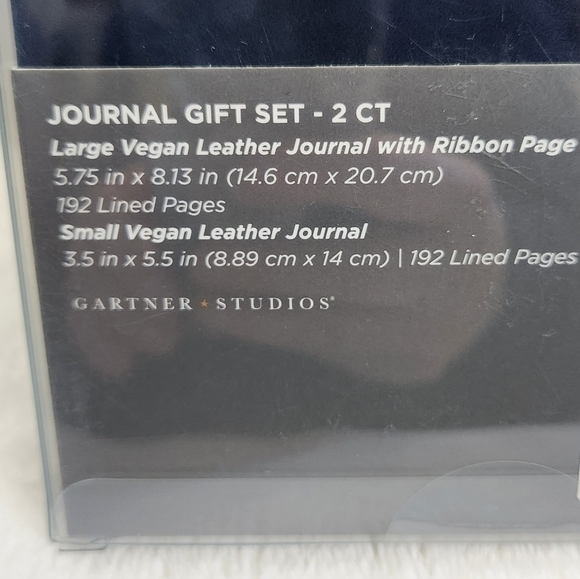 JOURNAL GIFT SET - 2 CT
Large Vegan Leather Journal with Ribbon Page
5.75 in x 8.13 in (14.6 cm x 20.7 cm)
192 Lined Pages
Small Vegan Leather Journal
3.5 in x 5.5 in (8.89 cm x 14 cm) | 192 Lined Pages
GARTNER ★ STUDIOS®